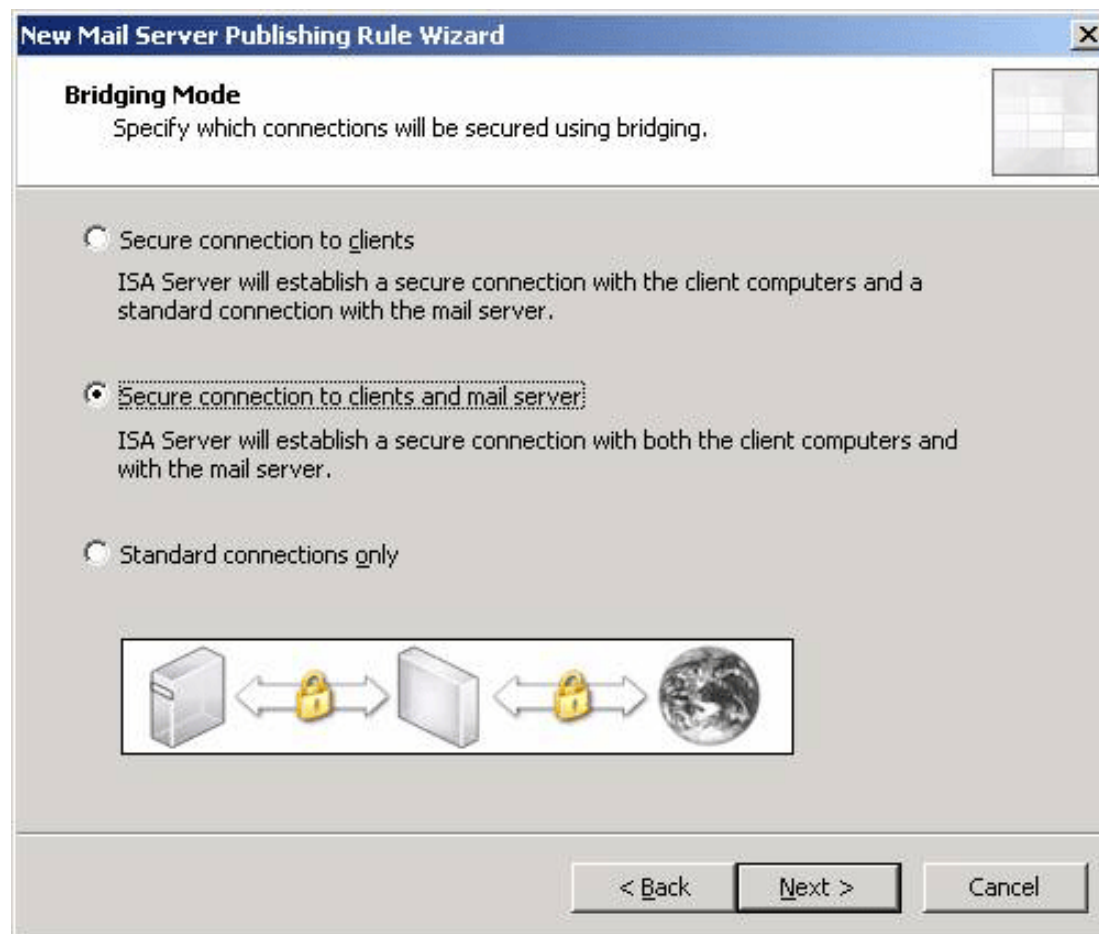 New Mail Server Publishing Rule Wizard
Bridging Mode
Specify which connections will be secured using bridging.
Secure connection to clients
ISA Server will establish a secure connection with the client computers and a
standard connection with the mail server.
Secure connection to clients and mail server
ISA Server will establish a secure connection with both the client computers and
with the mail server.
Standard connections only
< Back Next > Cancel